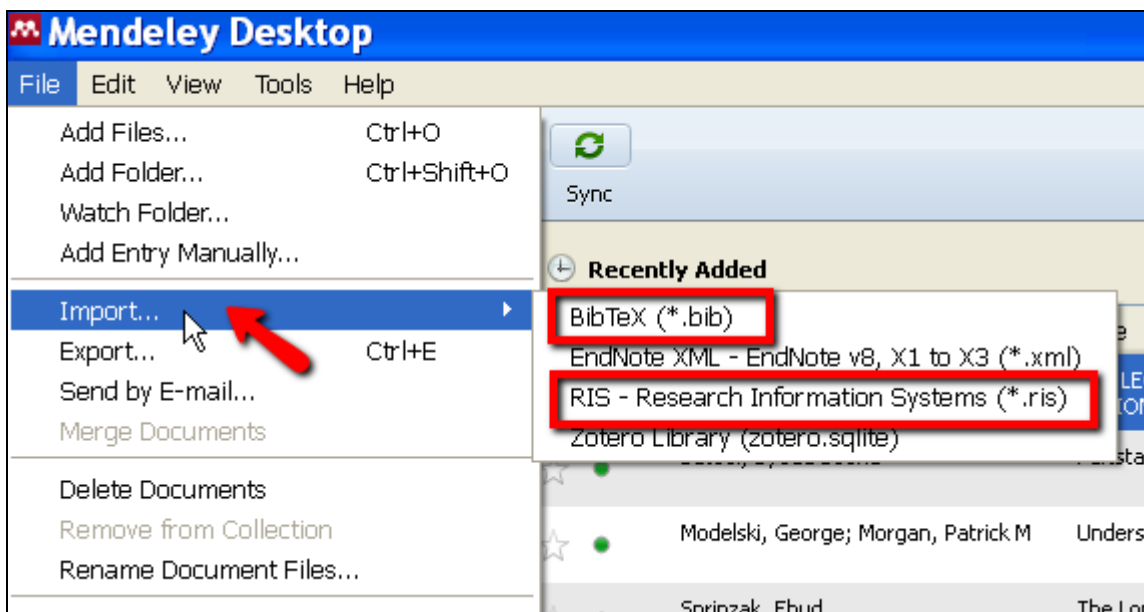 Mendeley Desktop
File Edit View Tools Help
Add Files... Ctrl+O
Add Folder... Ctrl+Shift+O
Watch Folder...
Add Entry Manually...
Import...
Export... Ctrl+E
Send by E-mail...
Merge Documents
Delete Documents
Remove from Collection
Rename Document Files...
Sync
Recently Added
BibTeX (*.bib)
EndNote XML - EndNote v8, X1 to X3 (*.xml)
RIS - Research Information Systems (*.ris)
Zotero Library (zotero.sqlite)
Modelski, George; Morgan, Patrick M Unders
Sprinzak, Ehud The Lo